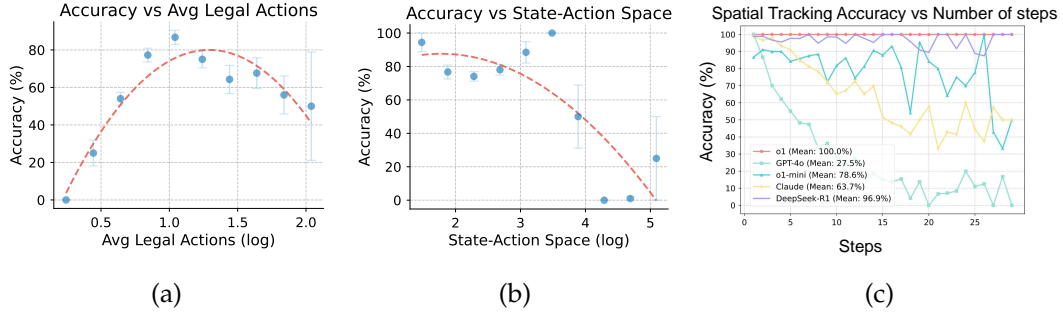 Accuracy vs Avg Legal Actions
Accuracy (%)
80
60
40
20
0
0.5
1.0
1.5
2.0
Avg Legal Actions (log)
(a)
Accuracy vs State-Action Space
Accuracy (%)
100
80
60
40
20
0
2
3
4
5
State-Action Space (log)
(b)
Spatial Tracking Accuracy vs Number of steps
Accuracy (%)
100
90
80
70
60
50
40
30
20
10
0
o1 (Mean: 100.0%)
GPT-4o (Mean: 27.5%)
o1-mini (Mean: 78.6%)
Claude (Mean: 63.7%)
DeepSeek-R1 (Mean: 96.9%)
0
5
10
15
20
25
Steps
(c)